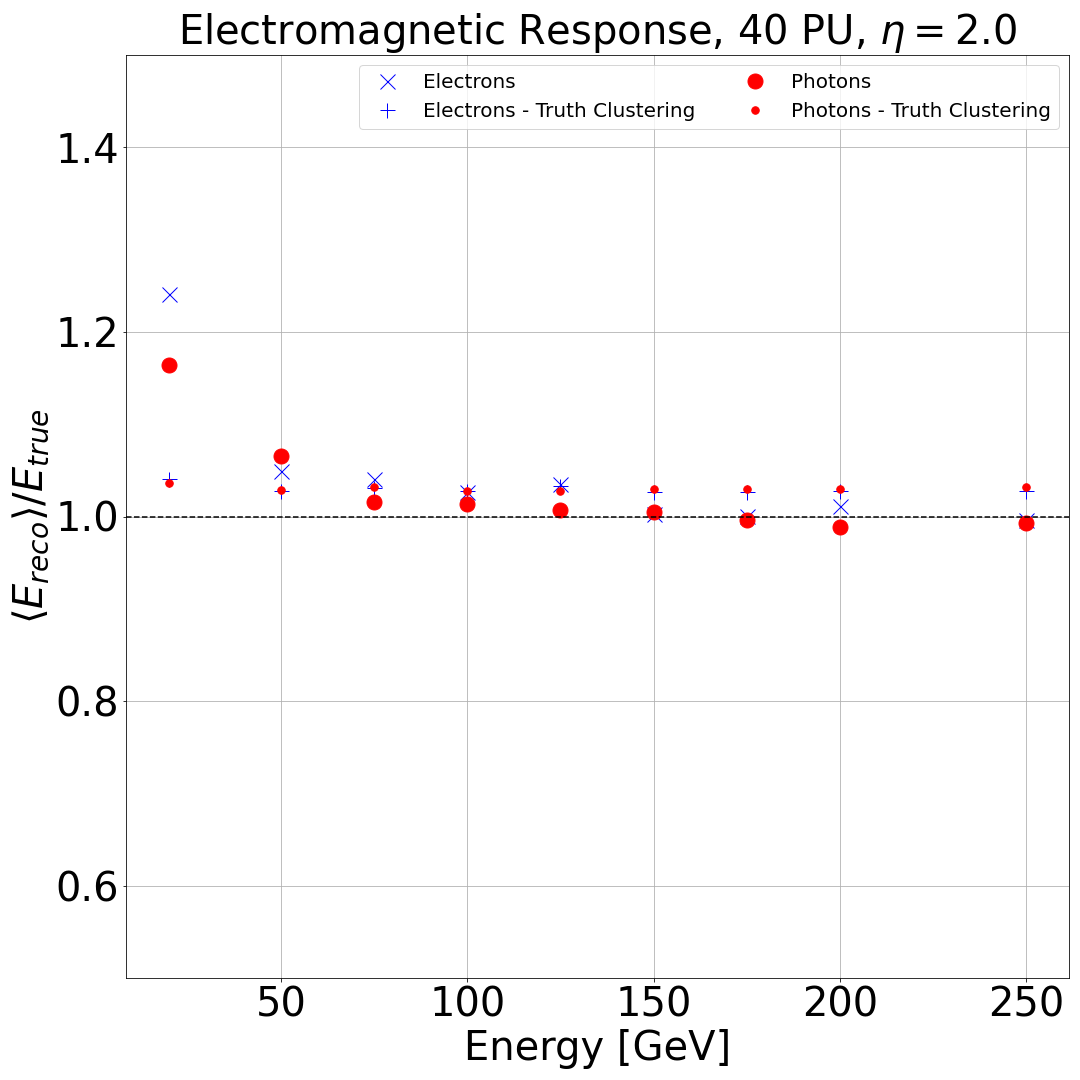 Electromagnetic Response, 40 PU, η = 2.0
Electrons
Electrons - Truth Clustering
Photons
Photons - Truth Clustering
⟨E_reco⟩/E_true
1.4
1.2
1.0
0.8
0.6
50 100 150 200 250
Energy [GeV]